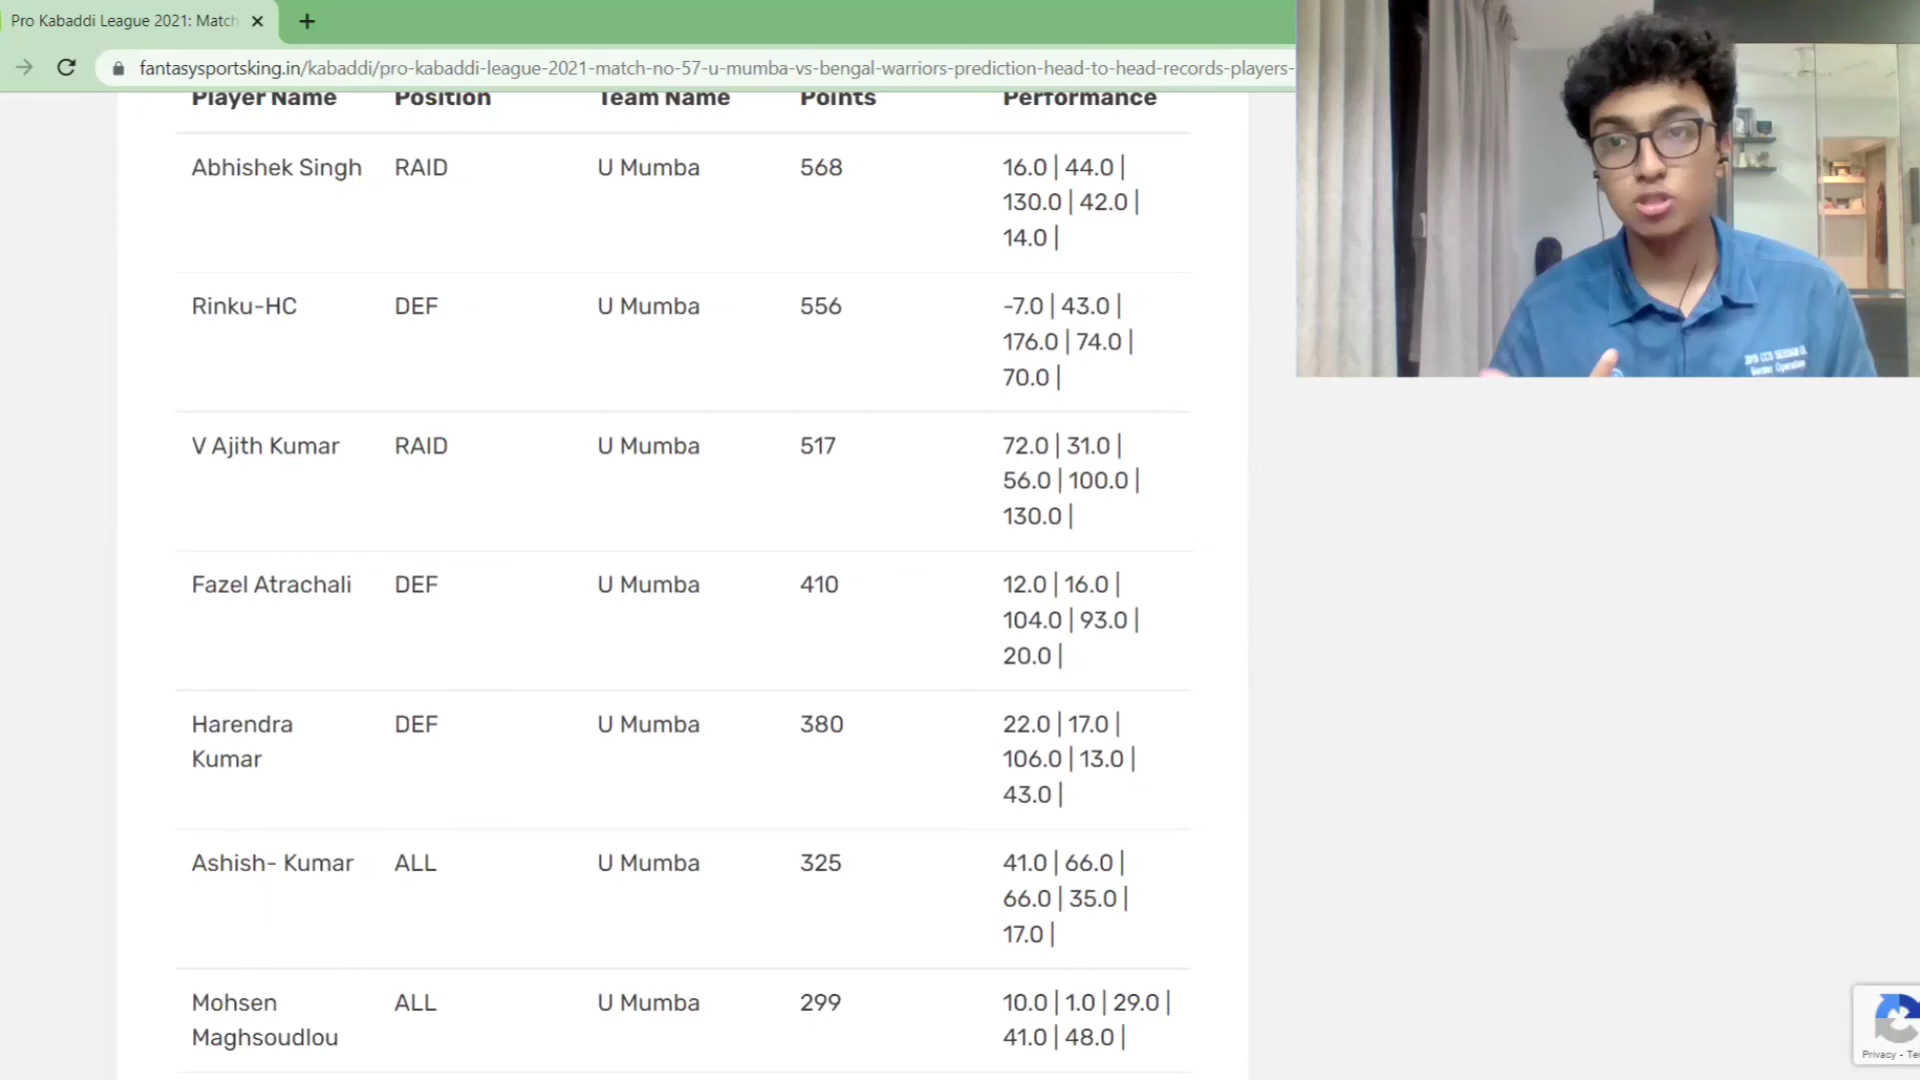 Pro Kabaddi League 2021: Match
fantasysportsking.in/kabaddi/pro-kabaddi-league-2021-match-no-57-u-mumba-vs-bengal-warriors-prediction-head-to-head-records-players-
Player Name Position Team Name Points Performance
Abhishek Singh RAID U Mumba 568 16.0 | 44.0 |
130.0 | 42.0 |
14.0 |
Rinku-HC DEF U Mumba 556 -7.0 | 43.0 |
176.0 | 74.0 |
70.0 |
V Ajith Kumar RAID U Mumba 517 72.0 | 31.0 |
56.0 | 100.0 |
130.0 |
Fazel Atrachali DEF U Mumba 410 12.0 | 16.0 |
104.0 | 93.0 |
20.0 |
Harendra DEF U Mumba 380 22.0 | 17.0 |
Kumar 106.0 | 13.0 |
43.0 |
Ashish- Kumar ALL U Mumba 325 41.0 | 66.0 |
66.0 | 35.0 |
17.0 |
Mohsen ALL U Mumba 299 10.0 | 1.0 | 29.0 |
Maghsoudlou 41.0 | 48.0 |
Privacy - Te